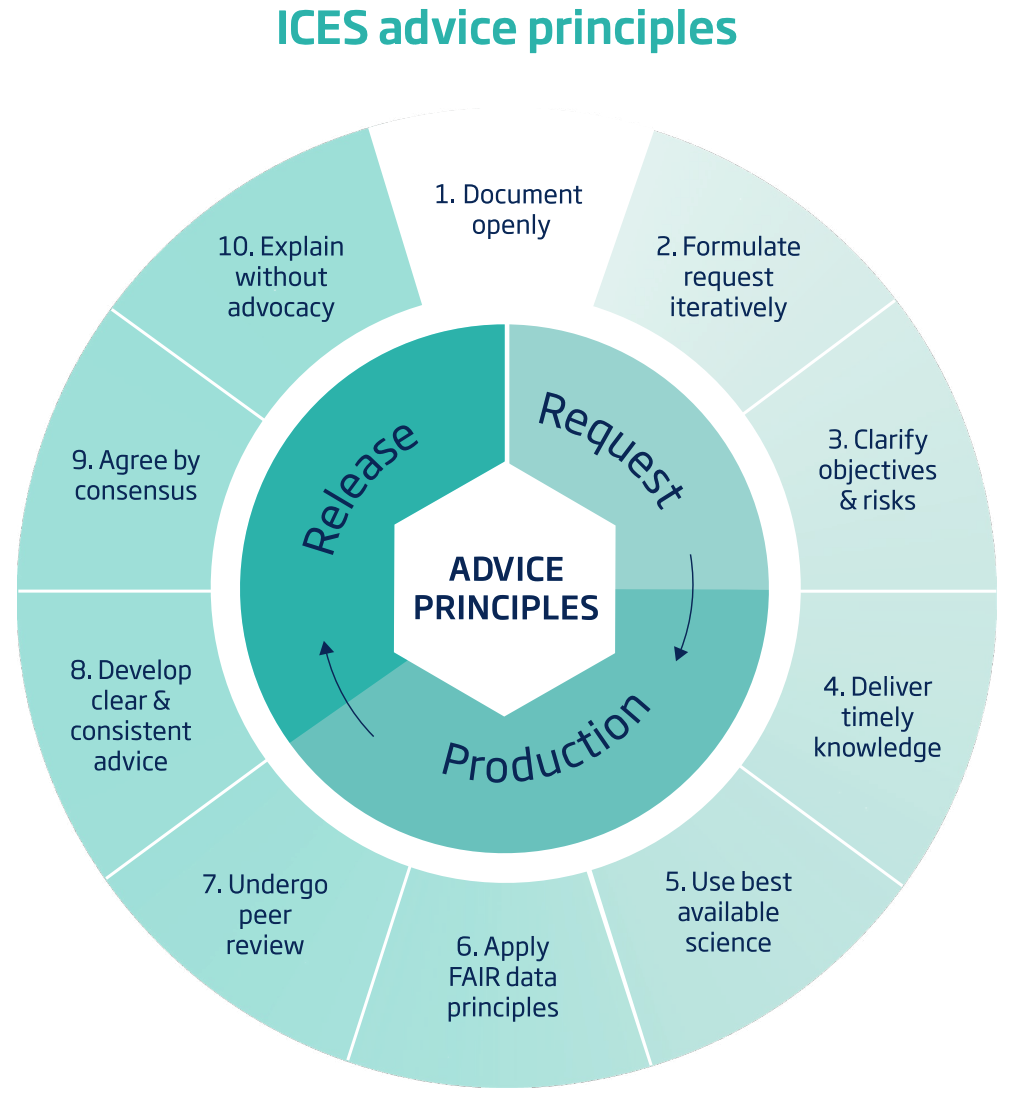 ICES advice principles
1. Document
openly
2. Formulate
request
iteratively
3. Clarify
objectives
& risks
4. Deliver
timely
knowledge
5. Use best
available
science
6. Apply
FAIR data
principles
7. Undergo
peer
review
8. Develop
clear &
consistent
advice
9. Agree by
consensus
10. Explain
without
advocacy
Request
Production
Release
ADVICE
PRINCIPLES